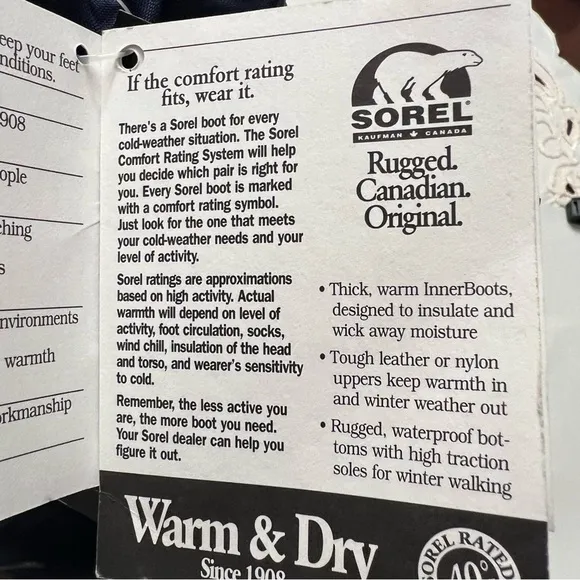 eep your feet
nditions.
908
ople
ching
s
nvironments
warmth
rkmanship
If the comfort rating
fits, wear it.
There's a Sorel boot for every
cold-weather situation. The Sorel
Comfort Rating System will help
you decide which pair is right for
you. Every Sorel boot is marked
with a comfort rating symbol.
Just look for the one that meets
your cold-weather needs and your
level of activity.
Sorel ratings are approximations
based on high activity. Actual
warmth will depend on level of
activity, foot circulation, socks,
wind chill, insulation of the head
and torso, and wearer's sensitivity
to cold.
Remember, the less active you
are, the more boot you need.
Your Sorel dealer can help you
figure it out.
SOREL®
KAUFMAN CANADA
Rugged.
Canadian.
Original.
• Thick, warm InnerBoots,
designed to insulate and
wick away moisture
• Tough leather or nylon
uppers keep warmth in
and winter weather out
• Rugged, waterproof bot-
toms with high traction
soles for winter walking
Warm & Dry
Since 1908
SOREL RATED
40°